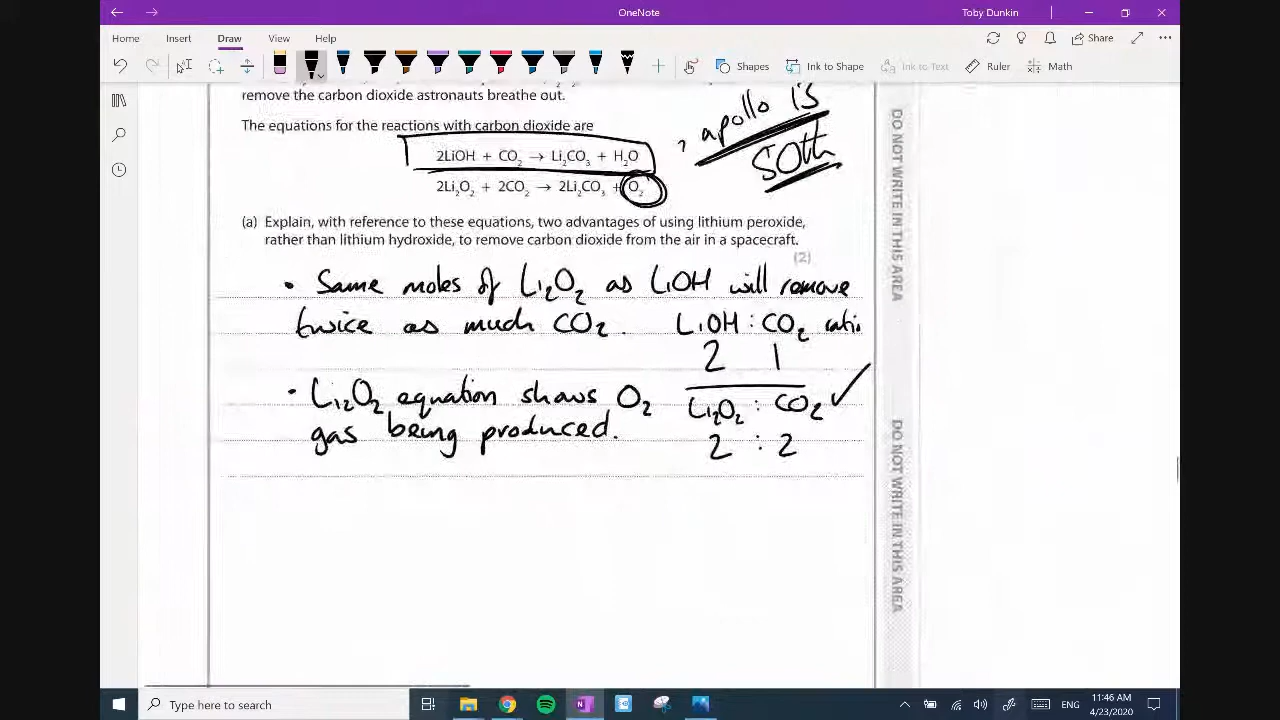 OneNote
Toby Dunkin
Home Insert Draw View Help
Share
Shapes
Ink to Shape
Ink to Text
Ruler
Math
remove the carbon dioxide astronauts breathe out.
The equations for the reactions with carbon dioxide are
2LiOH + CO₂ → Li₂CO₃ + H₂O
2Li₂O₂ + 2CO₂ → 2Li₂CO₃ + O₂
apollo 13
50th
(a) Explain, with reference to these equations, two advantages of using lithium peroxide,
rather than lithium hydroxide, to remove carbon dioxide from the air in a spacecraft.
(2)
• Same moles of Li₂O₂ as LiOH will remove
twice as much CO₂.
LiOH : CO₂ ratio
2 1
• Li₂O₂ equation shows O₂
gas being produced.
Li₂O₂ : CO₂ ✓
2 : 2
DO NOT WRITE IN THIS AREA
DO NOT WRITE IN THIS AREA
Type here to search
ENG
11:46 AM
4/23/2020